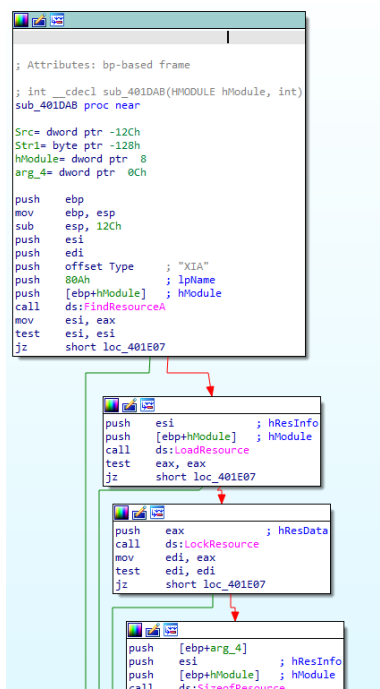 ; Attributes: bp-based frame
; int __cdecl sub_401DAB(HMODULE hModule, int)
sub_401DAB proc near
Src= dword ptr -12Ch
Str1= byte ptr -128h
hModule= dword ptr  8
arg_4= dword ptr  0Ch
push    ebp
mov     ebp, esp
sub     esp, 12Ch
push    esi
push    edi
push    offset Type     ; "XIA"
push    80Ah            ; lpName
push    [ebp+hModule]   ; hModule
call    ds:FindResourceA
mov     esi, eax
test    esi, esi
jz      short loc_401E07
push    esi             ; hResInfo
push    [ebp+hModule]   ; hModule
call    ds:LoadResource
test    eax, eax
jz      short loc_401E07
push    eax             ; hResData
call    ds:LockResource
mov     edi, eax
test    edi, edi
jz      short loc_401E07
push    [ebp+arg_4]
push    esi             ; hResInfo
push    [ebp+hModule]   ; hModule
call    ds:SizeofResource